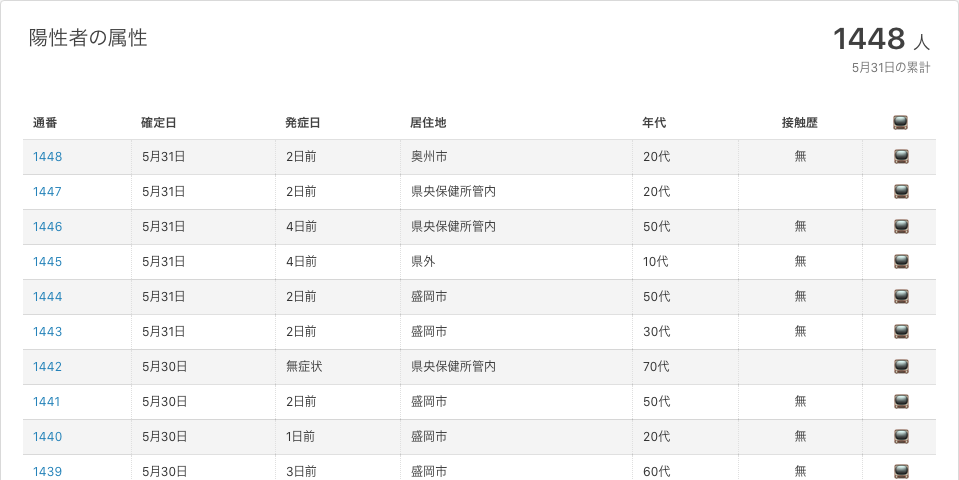 陽性者の属性
1448 人
5月31日の累計
通番 確定日 発症日 居住地 年代 接触歴
1448 5月31日 2日前 奥州市 20代 無
1447 5月31日 2日前 県央保健所管内 20代
1446 5月31日 4日前 県央保健所管内 50代 無
1445 5月31日 4日前 県外 10代 無
1444 5月31日 2日前 盛岡市 50代 無
1443 5月31日 2日前 盛岡市 30代 無
1442 5月30日 無症状 県央保健所管内 70代
1441 5月30日 2日前 盛岡市 50代 無
1440 5月30日 1日前 盛岡市 20代 無
1439 5月30日 3日前 盛岡市 60代 無